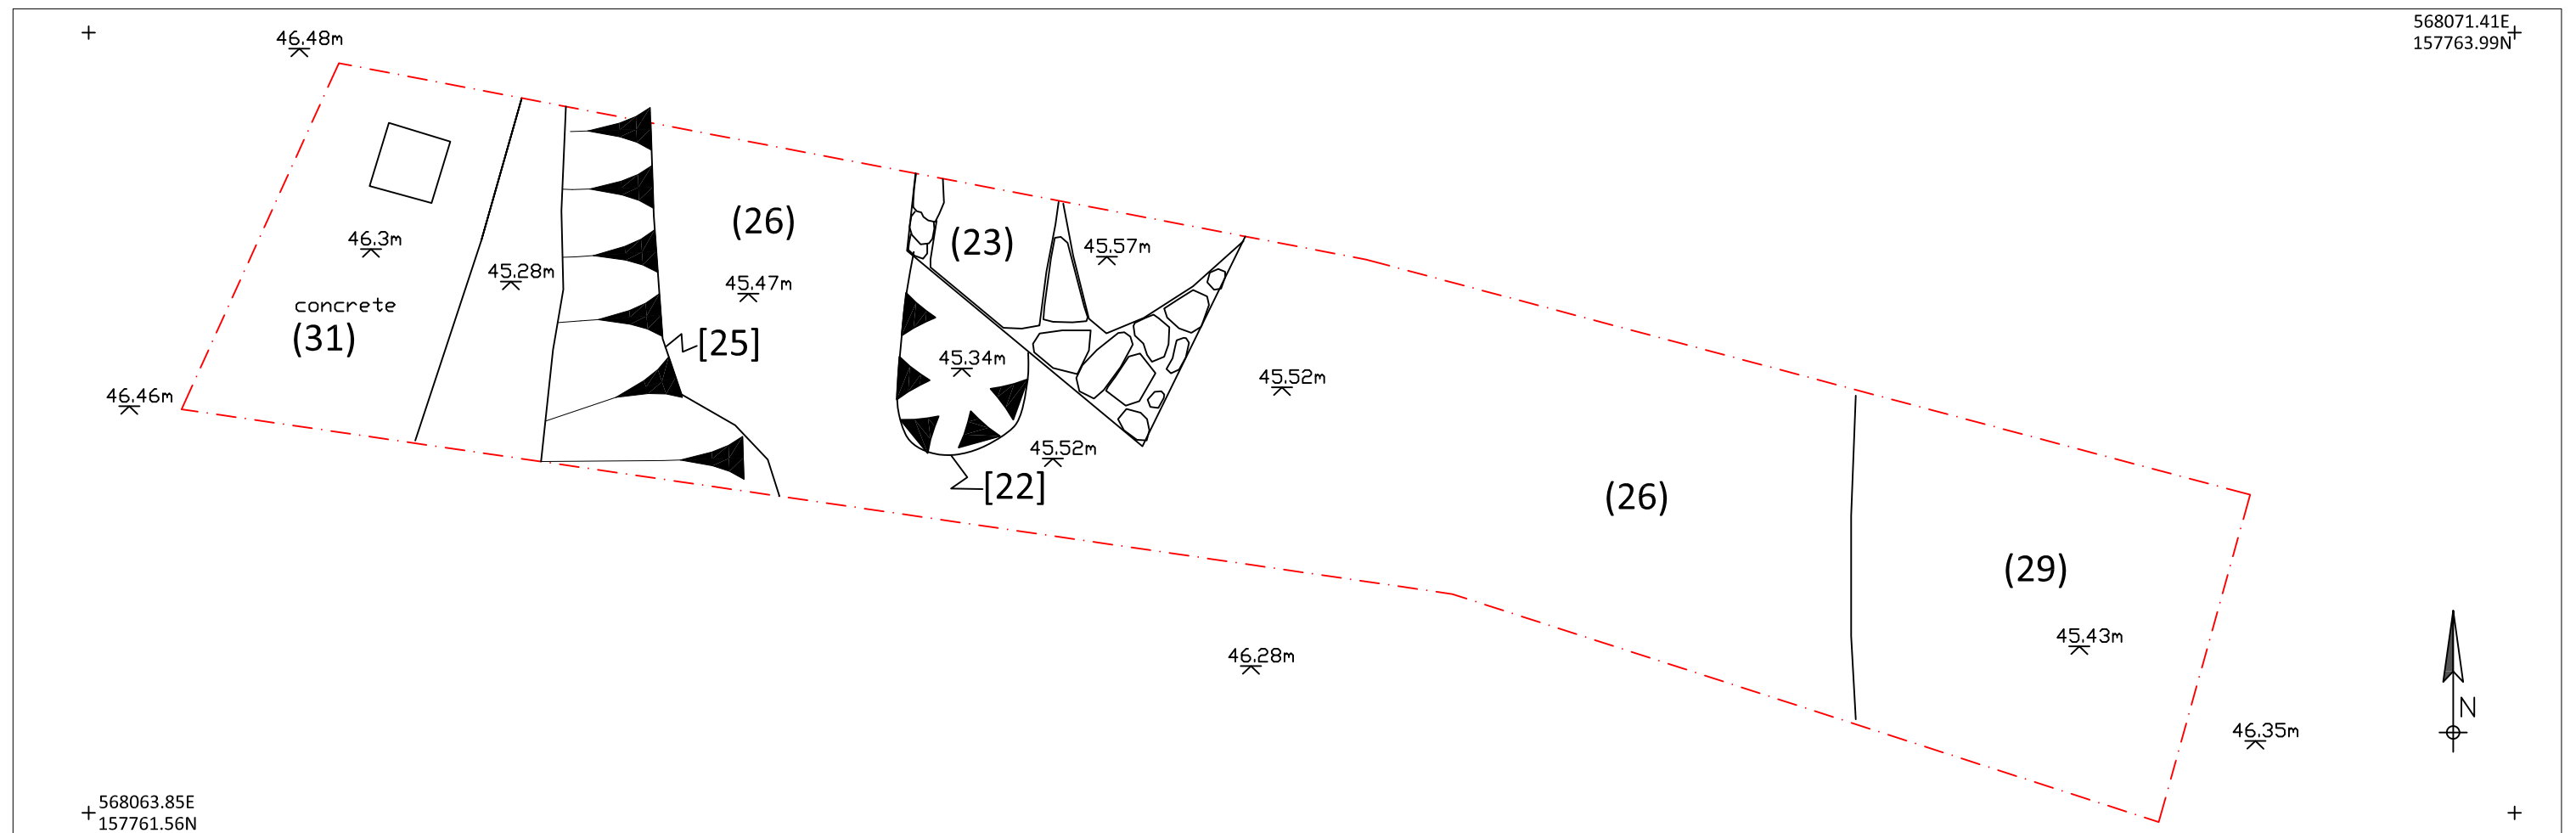 568071.41E
157763.99N
46.48m
(26)
(23)
46.3m
45.57m
45.28m
45.47m
concrete
(31)
[25]
45.34m
45.52m
46.46m
45.52m
[22]
(26)
(29)
45.43m
46.28m
N
46.35m
568063.85E
157761.56N